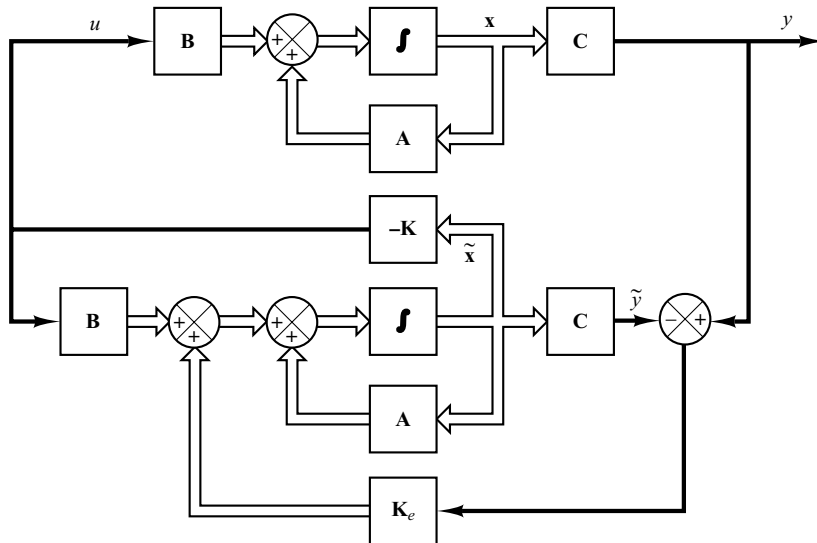 u B + + ∫ x C y
A
–K
x̃
B + + + + ∫ C ỹ – +
A
Kₑ